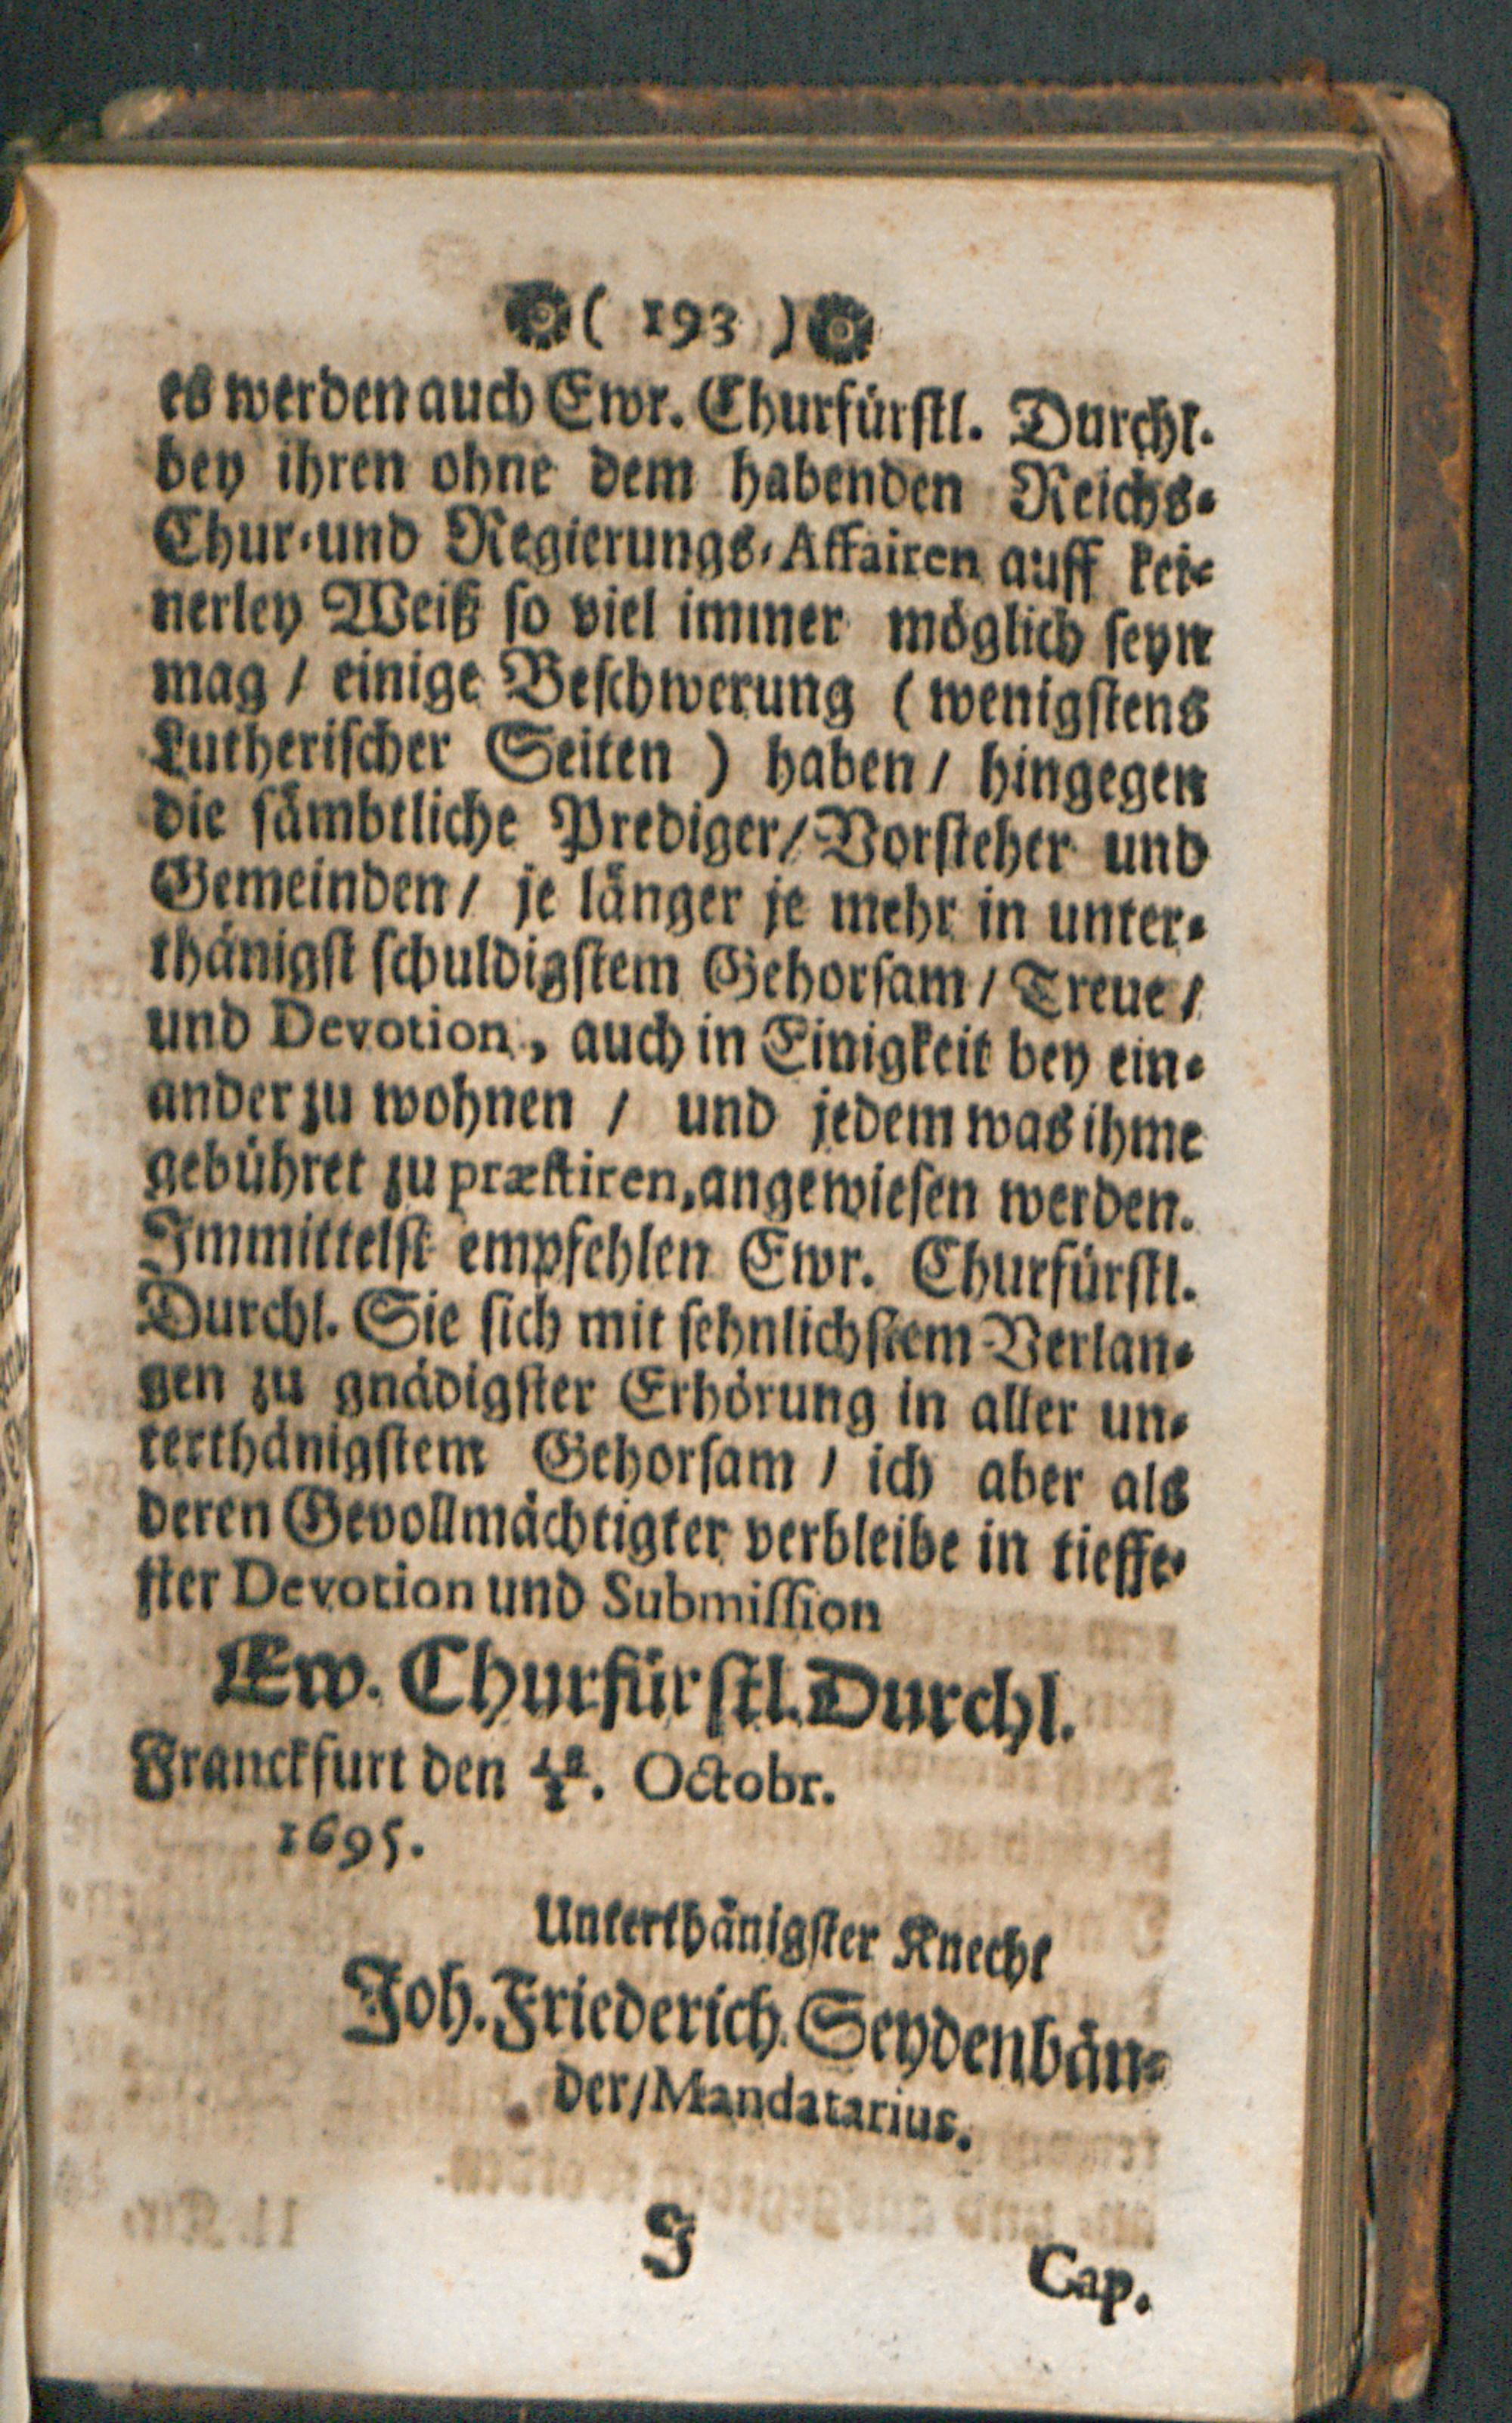 ( 193 )
es werden auch Ewr. Churfürstl. Durchl.
bey ihren ohne dem habenden Reichs-
Chur-und Regierungs-Affairen auff kei-
nerley Weiß so viel immer möglich seyn
mag / einige Beschwerung ( wenigstens
Lutherischer Seiten ) haben / hingegen
die sämbtliche Prediger / Vorsteher und
Gemeinden / je länger je mehr in unter-
thänigst schuldigstem Gehorsam / Treue /
und Devotion, auch in Einigkeit bey ein-
ander zu wohnen / und jedem was ihme
gebühret zu præstiren, angewiesen werden.
Immittelst empfehlen Ewr. Churfürstl.
Durchl. Sie sich mit sehnlichstem Verlan-
gen zu gnädigster Erhörung in aller un-
terthänigstem Gehorsam / ich aber als
deren Gevollmächtigter verbleibe in tieffe-
ster Devotion und Submission
Ew. Churfürstl. Durchl.
Franckfurt den Octobr.
1695.
Unterthänigster Knecht
Joh. Friederich Seydenbän-
der / Mandatarius.
J Cap.